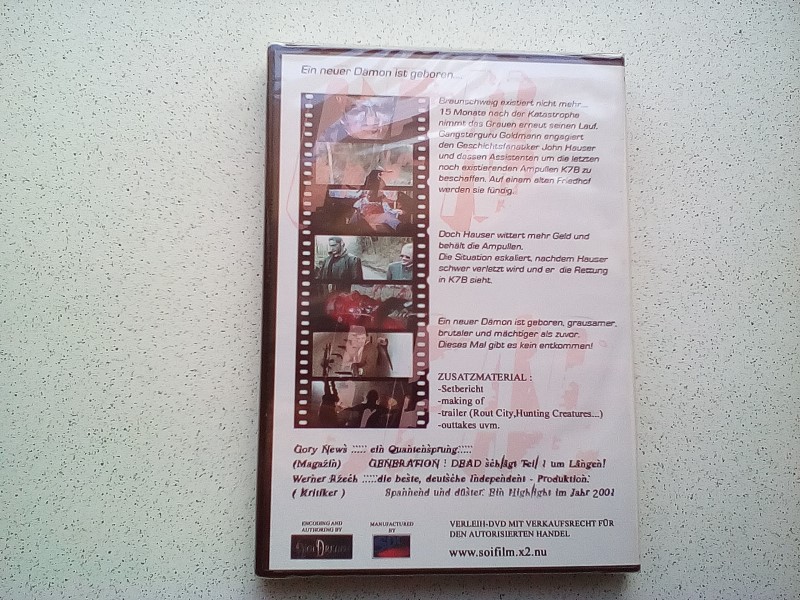 Ein neuer Dämon ist geboren...
Braunschweig existiert nicht mehr...
15 Monate nach der Katastrophe
nimmt das Grauen erneut seinen Lauf.
Gangsterguru Goldmann engagiert
den Geschichtsfanatiker John Hauser
und dessen Assistenten um die letzten
noch existierenden Ampullen K7B zu
beschaffen. Auf einem alten Friedhof
werden sie fündig.
Doch Hauser wittert mehr Geld und
behält die Ampullen.
Die Situation eskaliert, nachdem Hauser
schwer verletzt wird und er die Rettung
in K7B sieht.
Ein neuer Dämon ist geboren, grausamer,
brutaler und mächtiger als zuvor.
Dieses Mal gibt es kein entkommen!
ZUSATZMATERIAL :
-Setbericht
-making of
-trailer (Rout City,Hunting Creatures...)
-outtakes uvm.
Gory News ::::: ein Quantensprung:::::
(Magazin) GENERATION : DEAD schlägt Teil 1 um Längen!
Werner Rzeck :::::die beste, deutsche Independent - Produktion:
( Kritiker ) Spannend und düster. Ein Highlight im Jahr 2004
ENCODING AND
AUTHORING BY
MANUFACTURED
BY
VERLEIH-DVD MIT VERKAUFSRECHT FÜR
DEN AUTORISIERTEN HANDEL
www.soifilm.x2.nu